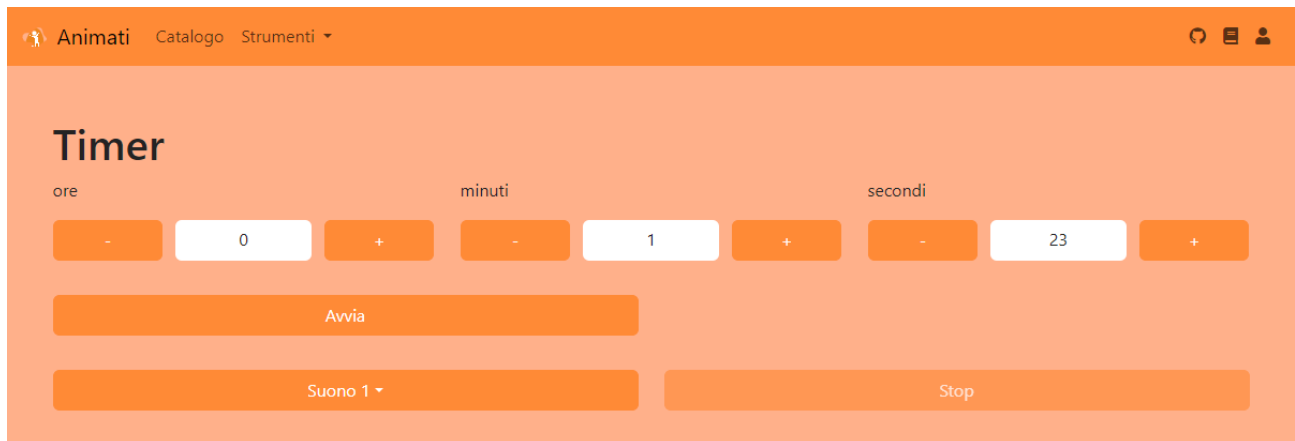 Animati Catalogo Strumenti
Timer
ore minuti secondi
- 0 + - 1 + - 23 +
Avvia
Suono 1 Stop